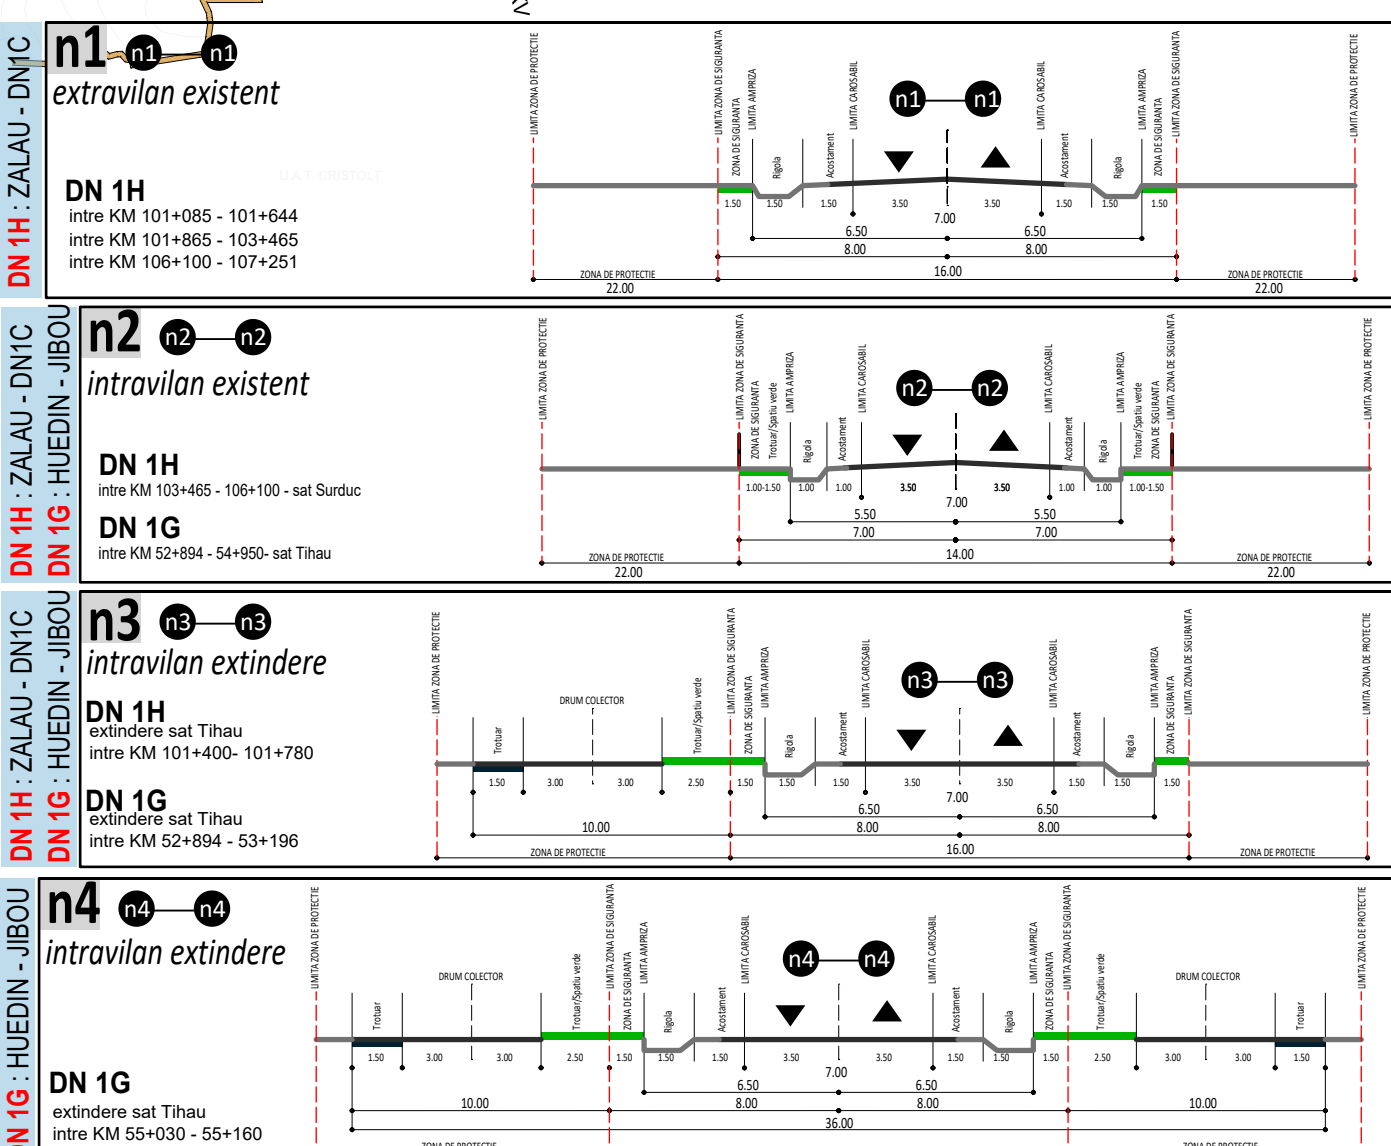 n1 n1 n1
extravilan existent
DN 1H : ZALAU - DN1C
U.A.T. CRISTOLT
DN 1H
intre KM 101+085 - 101+644
intre KM 101+865 - 103+465
intre KM 106+100 - 107+251
LIMITA ZONA DE PROTECTIE
LIMITA ZONA DE SIGURANTA
ZONA DE SIGURANTA
LIMITA AMPRIZA
Rigola
Acostament
LIMITA CAROSABIL
n1 n1
LIMITA CAROSABIL
Acostament
Rigola
LIMITA AMPRIZA
ZONA DE SIGURANTA
LIMITA ZONA DE SIGURANTA
LIMITA ZONA DE PROTECTIE
1.50 1.50 1.50 3.50 3.50 1.50 1.50 1.50
7.00
6.50 6.50
8.00 8.00
16.00
ZONA DE PROTECTIE ZONA DE PROTECTIE
22.00 22.00
DN 1H : ZALAU - DN1C
DN 1G : HUEDIN - JIBOU
n2 n2 n2
intravilan existent
DN 1H
intre KM 103+465 - 106+100 - sat Surduc
DN 1G
intre KM 52+894 - 54+950- sat Tihau
LIMITA ZONA DE PROTECTIE
LIMITA ZONA DE SIGURANTA
ZONA DE SIGURANTA
Trotuar/Spatiu verde
LIMITA AMPRIZA
Rigola
Acostament
LIMITA CAROSABIL
n2 n2
LIMITA CAROSABIL
Acostament
Rigola
LIMITA AMPRIZA
Trotuar/Spatiu verde
ZONA DE SIGURANTA
LIMITA ZONA DE SIGURANTA
LIMITA ZONA DE PROTECTIE
1.00-1.50 1.00 1.00 3.50 3.50 1.00 1.00 1.00-1.50
7.00
5.50 5.50
7.00 7.00
14.00
ZONA DE PROTECTIE ZONA DE PROTECTIE
22.00 22.00
DN 1H : ZALAU - DN1C
DN 1G : HUEDIN - JIBOU
n3 n3 n3
intravilan extindere
DN 1H
extindere sat Tihau
intre KM 101+400- 101+780
DN 1G
extindere sat Tihau
intre KM 52+894 - 53+196
LIMITA ZONA DE PROTECTIE
Trotuar
DRUM COLECTOR
Trotuar/Spatiu verde
LIMITA ZONA DE SIGURANTA
ZONA DE SIGURANTA
LIMITA AMPRIZA
Rigola
Acostament
LIMITA CAROSABIL
n3 n3
LIMITA CAROSABIL
Acostament
Rigola
LIMITA AMPRIZA
ZONA DE SIGURANTA
LIMITA ZONA DE SIGURANTA
LIMITA ZONA DE PROTECTIE
1.50 3.00 3.00 2.50 1.50 1.50 1.50 3.50 3.50 1.50 1.50 1.50
7.00
6.50 6.50
10.00 8.00 8.00
16.00
ZONA DE PROTECTIE ZONA DE PROTECTIE
DN 1G : HUEDIN - JIBOU
n4 n4 n4
intravilan extindere
DN 1G
extindere sat Tihau
intre KM 55+030 - 55+160
LIMITA ZONA DE PROTECTIE
Trotuar
DRUM COLECTOR
Trotuar/Spatiu verde
LIMITA ZONA DE SIGURANTA
ZONA DE SIGURANTA
LIMITA AMPRIZA
Rigola
Acostament
LIMITA CAROSABIL
n4 n4
LIMITA CAROSABIL
Acostament
Rigola
LIMITA AMPRIZA
ZONA DE SIGURANTA
LIMITA ZONA DE SIGURANTA
Trotuar/Spatiu verde
DRUM COLECTOR
Trotuar
LIMITA ZONA DE PROTECTIE
1.50 3.00 3.00 2.50 1.50 1.50 1.50 3.50 3.50 1.50 1.50 1.50 2.50 3.00 3.00 1.50
7.00
6.50 6.50
10.00 8.00 8.00 10.00
36.00
ZONA DE PROTECTIE ZONA DE PROTECTIE